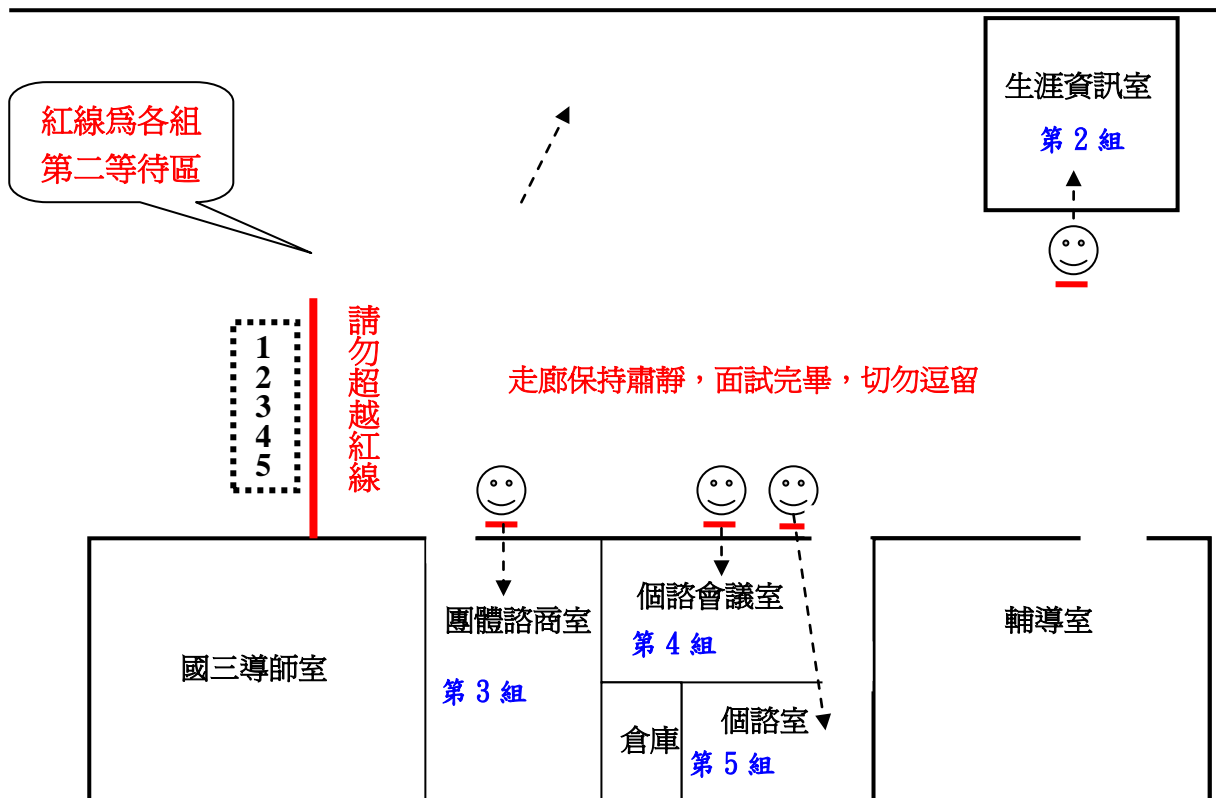 生涯資訊室
第 2 組
紅線爲各組
第二等待區
1
2
3
4
5
請勿超越紅線
走廊保持肅靜，面試完畢，切勿逗留
國三導師室
團體諮商室
第 3 組
個諮會議室
第 4 組
倉庫
個諮室
第 5 組
輔導室